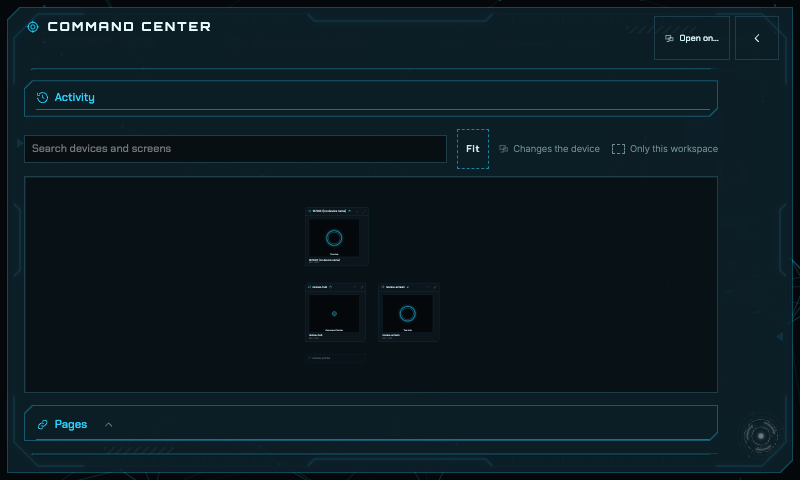 COMMAND CENTER
Open on...
Activity
Search devices and screens
Fit
Changes the device
Only this workspace
Pages